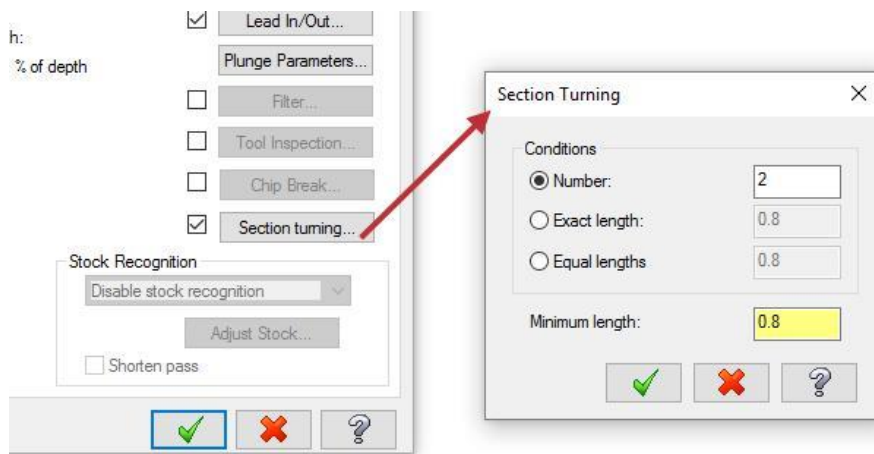 Lead In/Out...
h:
% of depth
Plunge Parameters...
Filter...
Tool Inspection...
Chip Break...
Section turning...
Stock Recognition
Disable stock recognition
Adjust Stock...
Shorten pass
Section Turning
Conditions
Number: 2
Exact length: 0.8
Equal lengths 0.8
Minimum length: 0.8